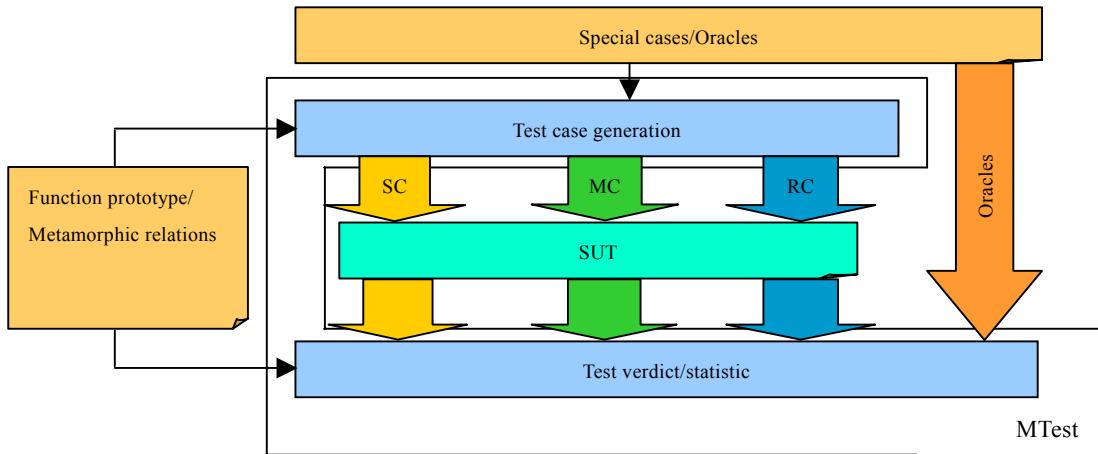 Special cases/Oracles
Test case generation
Function prototype/
Metamorphic relations
SC
MC
RC
Oracles
SUT
Test verdict/statistic
MTest